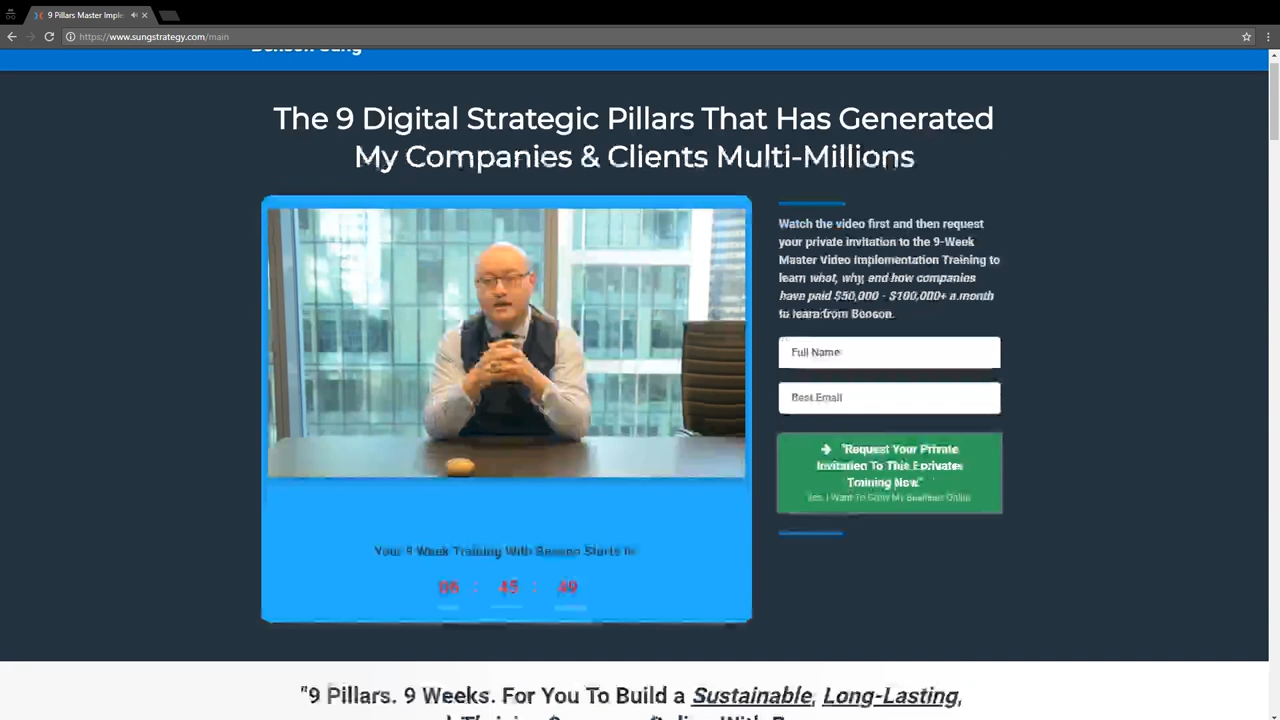 9 Pillars Master Imple
https://www.sungstrategy.com/main
Benson Sung
The 9 Digital Strategic Pillars That Has Generated
My Companies & Clients Multi-Millions
Watch the video first and then request
your private invitation to the 9-Week
Master Video Implementation Training to
learn what, why, and how companies
have paid $50,000 - $100,000+ a month
to learn from Benson.
Full Name
Best Email
"Request Your Private
Invitation To This Eprivate
Training Now"
Yes, I Want To Grow My Business Online
Your 9 Week Training With Benson Starts In
: 43 :
"9 Pillars. 9 Weeks. For You To Build a Sustainable, Long-Lasting,